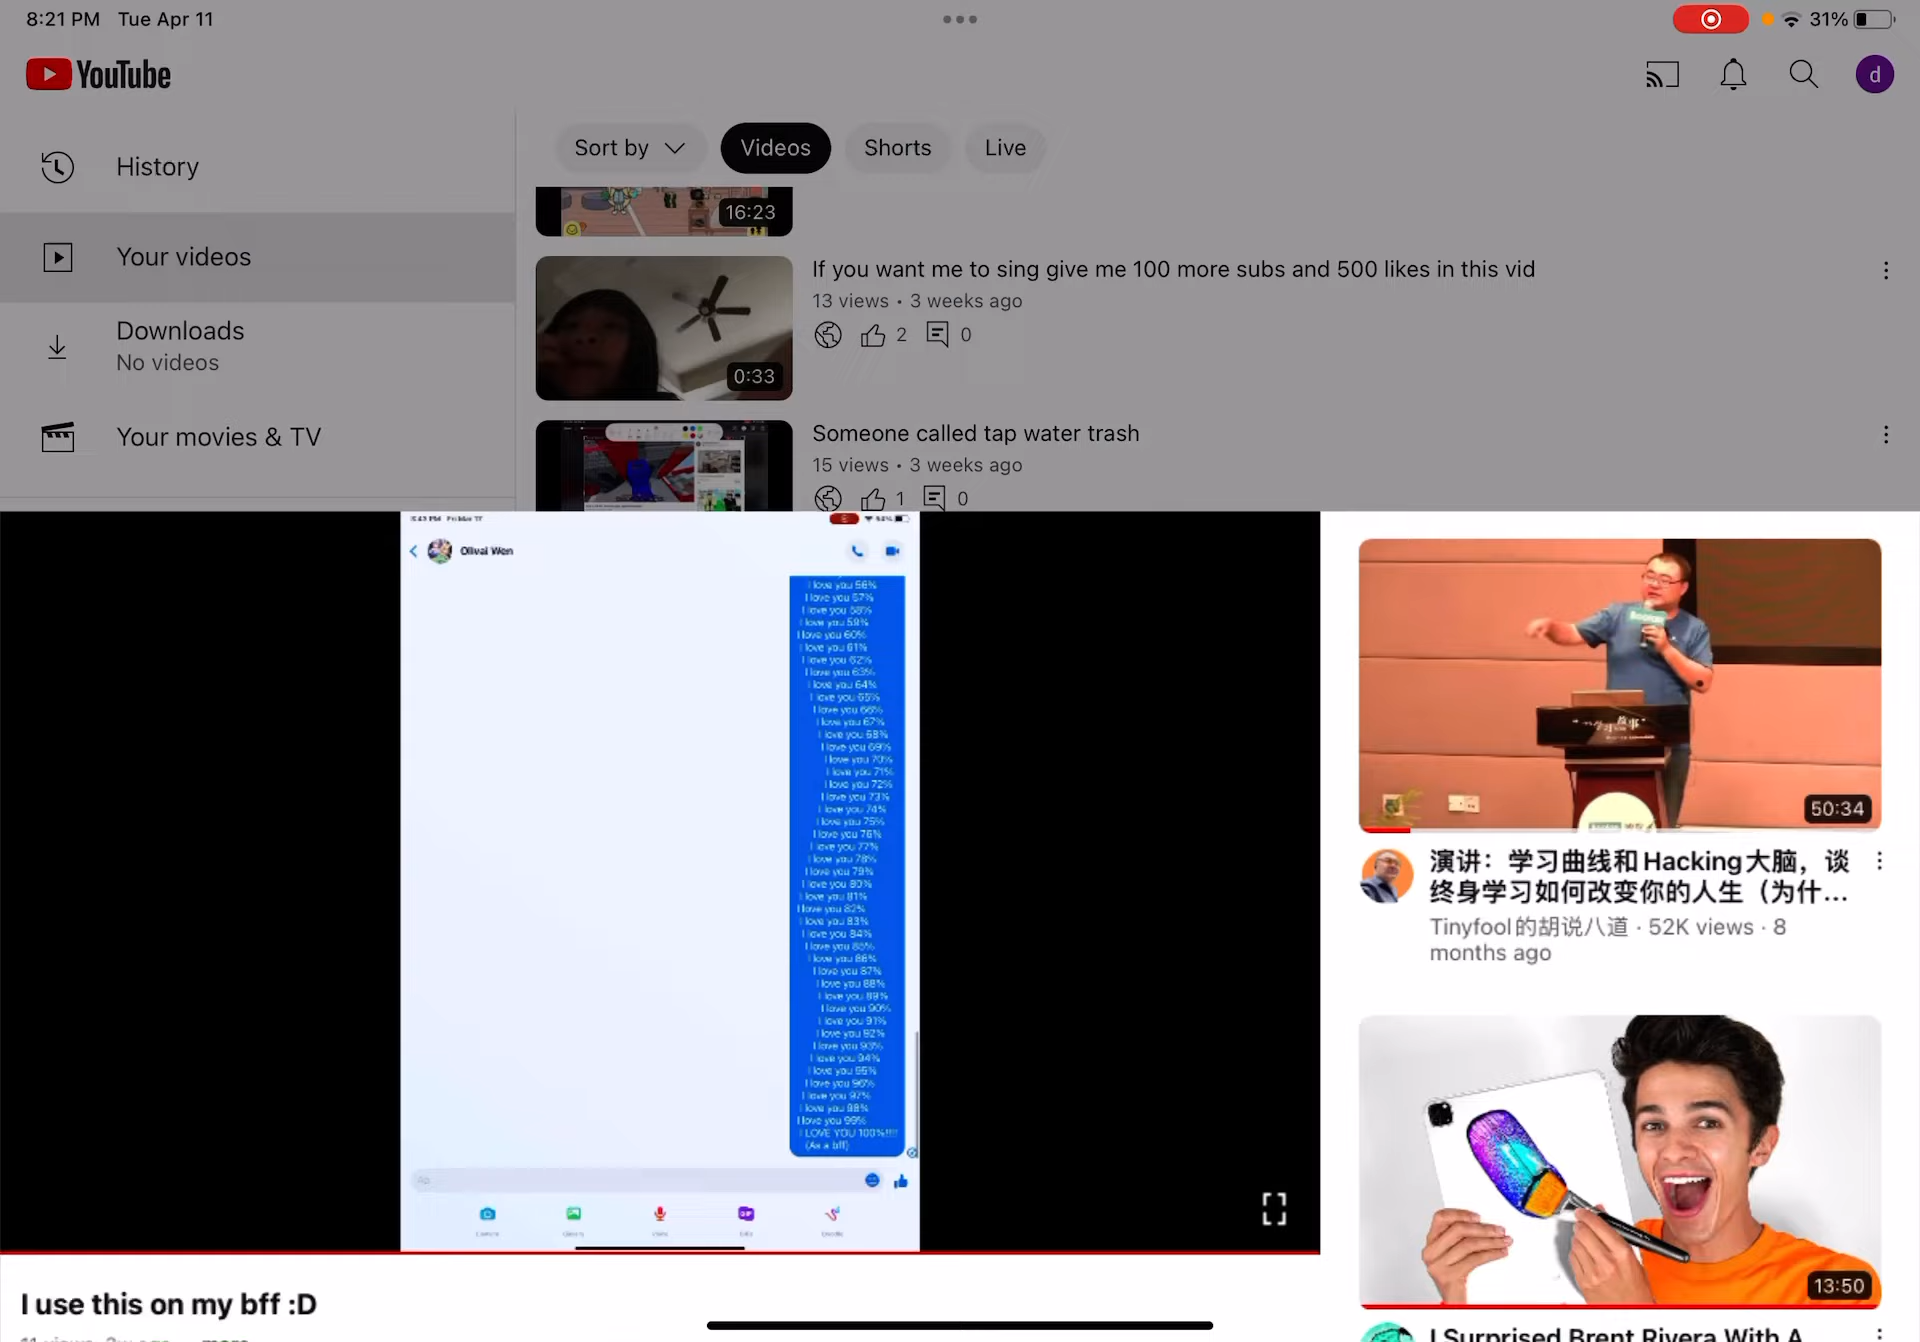 8:21 PM Tue Apr 11
31%
YouTube
d
History
Your videos
Downloads
No videos
Your movies & TV
Sort by
Videos
Shorts
Live
16:23
If you want me to sing give me 100 more subs and 500 likes in this vid
13 views • 3 weeks ago
2
0
0:33
Someone called tap water trash
15 views • 3 weeks ago
1
0
Olivai Wen
I love you 56%
I love you 57%
I love you 58%
I love you 59%
I love you 60%
I love you 61%
I love you 62%
I love you 63%
I love you 64%
I love you 65%
I love you 66%
I love you 67%
I love you 68%
I love you 69%
I love you 70%
I love you 71%
I love you 72%
I love you 73%
I love you 74%
I love you 75%
I love you 76%
I love you 77%
I love you 78%
I love you 79%
I love you 80%
I love you 81%
I love you 82%
I love you 83%
I love you 84%
I love you 85%
I love you 86%
I love you 87%
I love you 88%
I love you 89%
I love you 90%
I love you 91%
I love you 92%
I love you 93%
I love you 94%
I love you 95%
I love you 96%
I love you 97%
I love you 98%
I love you 99%
I LOVE YOU 100%!!!!
(As a bff)
Aa
GIF
I use this on my bff :D
50:34
演讲：学习曲线和Hacking大脑，谈
终身学习如何改变你的人生（为什...
Tinyfool的胡说八道 · 52K views · 8
months ago
13:50
I Surprised Brent Rivera With A